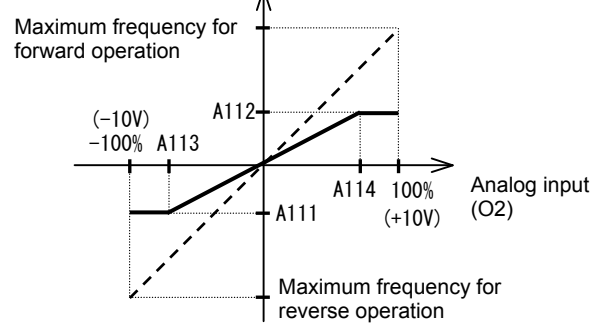 Maximum frequency for
forward operation
A112
(−10V)
−100% A113
A114 100%
(+10V)
Analog input
(O2)
A111
Maximum frequency for
reverse operation